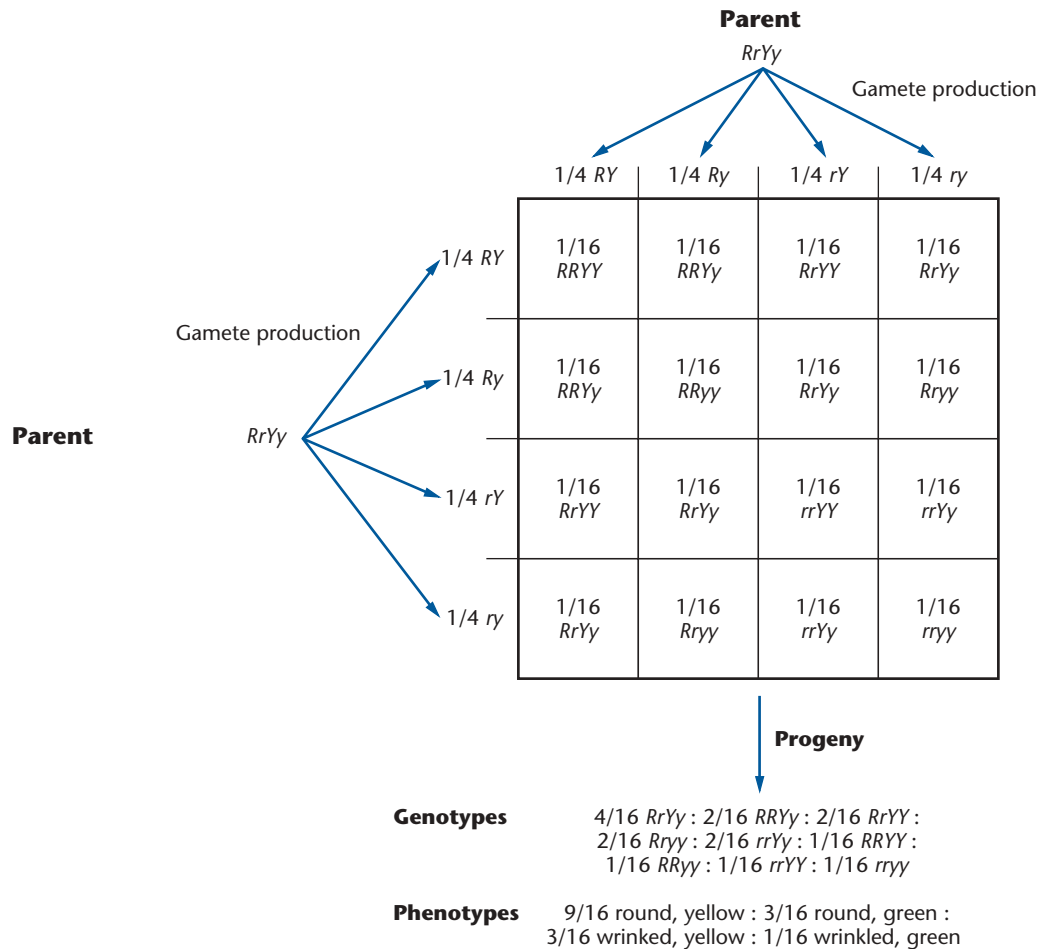 Parent
RrYy
Gamete production
1/4 RY
1/4 Ry
1/4 rY
1/4 ry
1/4 RY
1/16
RRYY
1/16
RRYy
1/16
RrYY
1/16
RrYy
Gamete production
1/4 Ry
1/16
RRYy
1/16
RRyy
1/16
RrYy
1/16
Rryy
Parent
RrYy
1/4 rY
1/16
RrYY
1/16
RrYy
1/16
rrYY
1/16
rrYy
1/4 ry
1/16
RrYy
1/16
Rryy
1/16
rrYy
1/16
rryy
Progeny
Genotypes 4/16 RrYy : 2/16 RRYy : 2/16 RrYY :
2/16 Rryy : 2/16 rrYy : 1/16 RRYY :
1/16 RRyy : 1/16 rrYY : 1/16 rryy
Phenotypes 9/16 round, yellow : 3/16 round, green :
3/16 wrinked, yellow : 1/16 wrinkled, green